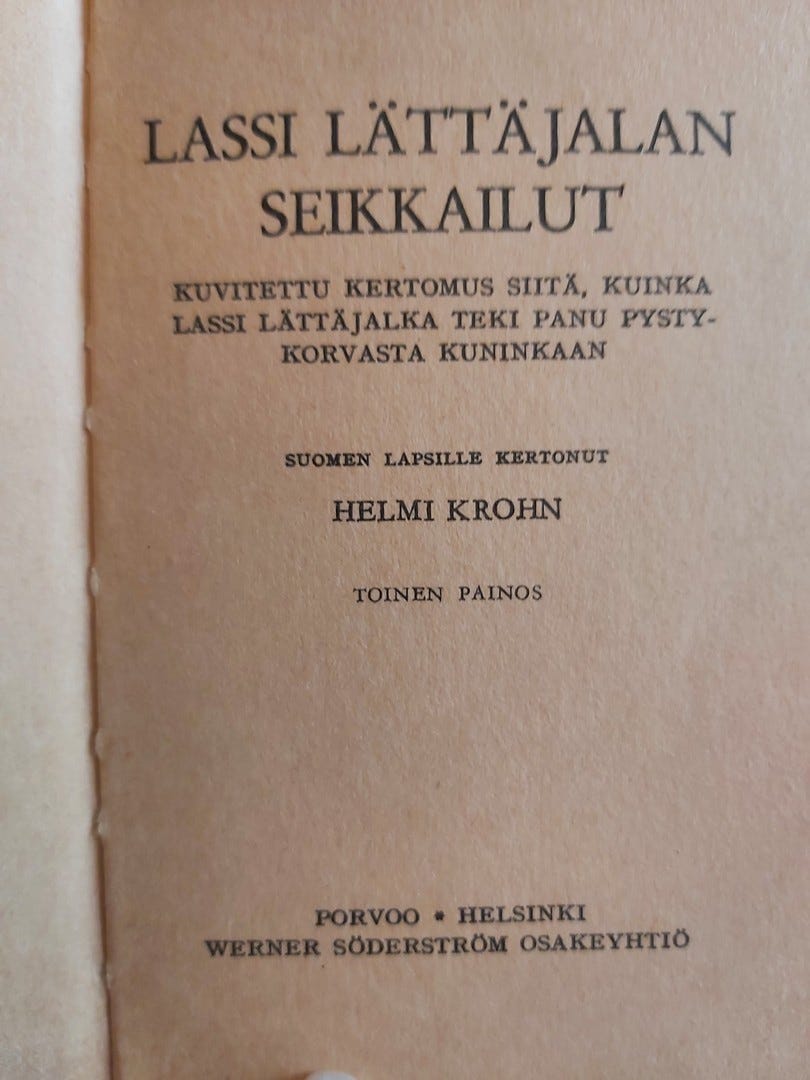 LASSI LÄTTÄJALAN
SEIKKAILUT
KUVITETTU KERTOMUS SIITÄ, KUINKA
LASSI LÄTTÄJALKA TEKI PANU PYSTY-
KORVASTA KUNINKAAN
SUOMEN LAPSILLE KERTONUT
HELMI KROHN
TOINEN PAINOS
PORVOO * HELSINKI
WERNER SÖDERSTRÖM OSAKEYHTIÖ